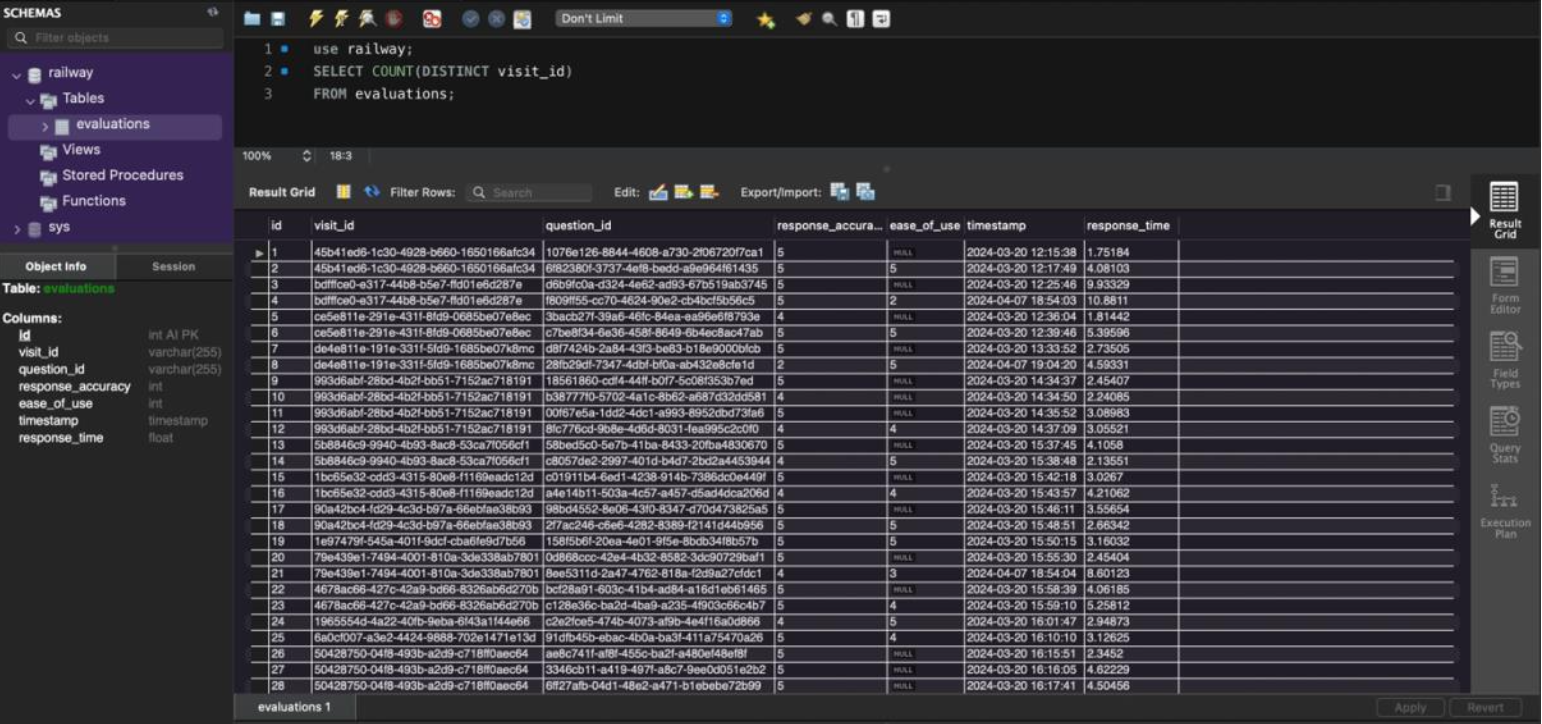 SCHEMAS
Filter objects
railway
Tables
evaluations
Views
Stored Procedures
Functions
sys
Object Info Session
Table: evaluations
Columns:
id int AI PK
visit_id varchar(255)
question_id varchar(255)
response_accuracy int
ease_of_use int
timestamp timestamp
response_time float
Don't Limit
1 use railway;
2 SELECT COUNT(DISTINCT visit_id)
3 FROM evaluations;
100% 18:3
Result Grid Filter Rows: Search Edit: Export/Import:
id visit_id question_id response_accura... ease_of_use timestamp response_time
1 45b41ed6-1c30-4928-b660-1650166afc34 1076e126-8844-4608-a730-2f06720f7ca1 5 NULL 2024-03-20 12:15:38 1.75184
2 45b41ed6-1c30-4928-b660-1650166afc34 6f82380f-3737-4ef8-bedd-a9e964f61435 5 5 2024-03-20 12:17:49 4.08103
3 bdfffce0-e317-44b8-b5e7-ffd01e6d287e d6b9fc0a-d324-4e62-ad93-67b519ab3745 5 NULL 2024-03-20 12:25:46 9.93329
4 bdfffce0-e317-44b8-b5e7-ffd01e6d287e f809ff55-cc70-4624-90e2-cb4bcf5b56c5 5 2 2024-04-07 18:54:03 10.8811
5 ce5e811e-291e-431f-8fd9-0685be07e8ec 3bacb27f-39a6-46fc-84ea-ea96e6f8793e 4 NULL 2024-03-20 12:36:04 1.81442
6 ce5e811e-291e-431f-8fd9-0685be07e8ec c7be8f34-6e36-458f-8649-6b4ec8ac47ab 5 5 2024-03-20 12:39:46 5.39596
7 de4e811e-191e-331f-5fd9-1685be07k8mc d8f7424b-2a84-43f3-be83-b18e9000bfcb 5 NULL 2024-03-20 13:33:52 2.73505
8 de4e811e-191e-331f-5fd9-1685be07k8mc 28fb29df-7347-4dbf-bf0a-ab432e8cfe1d 2 5 2024-04-07 19:04:20 4.59331
9 993d6abf-28bd-4b2f-bb51-7152ac718191 18561860-cdf4-44ff-b0f7-5c08f353b7ed 5 NULL 2024-03-20 14:34:37 2.45407
10 993d6abf-28bd-4b2f-bb51-7152ac718191 b38777f0-5702-4a1c-8b62-a687d32dd581 4 NULL 2024-03-20 14:34:50 2.24085
11 993d6abf-28bd-4b2f-bb51-7152ac718191 00f67e5a-1dd2-4dc1-a993-8952dbd73fa6 5 NULL 2024-03-20 14:35:52 3.08983
12 993d6abf-28bd-4b2f-bb51-7152ac718191 8fc776cd-9b8e-4d6d-8031-fea995c2c0f0 4 4 2024-03-20 14:37:09 3.05521
13 5b8846c9-9940-4b93-8ac8-53ca7f056cf1 58bed5c0-5e7b-41ba-8433-20fba4830670 5 NULL 2024-03-20 15:37:45 4.1058
14 5b8846c9-9940-4b93-8ac8-53ca7f056cf1 c8057de2-2997-401d-b4d7-2bd2a4453944 4 5 2024-03-20 15:38:48 2.13551
15 1bc65e32-cdd3-4315-80e8-f1169eadc12d c01911b4-6ed1-4238-914b-7386dc0e449f 5 NULL 2024-03-20 15:42:18 3.0267
16 1bc65e32-cdd3-4315-80e8-f1169eadc12d a4e14b11-503a-4c57-a457-d5ad4dca206d 4 4 2024-03-20 15:43:57 4.21062
17 90a42bc4-fd29-4c3d-b97a-66ebfae38b93 98bd4552-8e06-43f0-8347-d70d473825a5 5 NULL 2024-03-20 15:46:11 3.55654
18 90a42bc4-fd29-4c3d-b97a-66ebfae38b93 2f7ac246-c6e6-4282-8389-f2141d44b956 5 5 2024-03-20 15:48:51 2.66342
19 1e97479f-545a-401f-9dcf-cba6fe9d7b56 158f5b6f-20ea-4e01-9f5e-8bdb34f8b57b 5 5 2024-03-20 15:50:15 3.16032
20 79e439e1-7494-4001-810a-3de338ab7801 0d868ccc-42e4-4b32-8582-3dc90729baf1 5 NULL 2024-03-20 15:55:30 2.45404
21 79e439e1-7494-4001-810a-3de338ab7801 8ee5311d-2a47-4762-818a-f2d9a27cfdc1 4 3 2024-04-07 18:54:04 8.60123
22 4678ac66-427c-42a9-bd66-8326ab6d270b bcf28a91-603c-41b4-ad84-a16d1eb61465 5 NULL 2024-03-20 15:58:39 4.06185
23 4678ac66-427c-42a9-bd66-8326ab6d270b c128e36c-ba2d-4ba9-a235-4f903c66c4b7 5 4 2024-03-20 15:59:10 5.25812
24 1965554d-4a22-40fb-9eba-6f43a1f44e66 c2e2fce5-474b-4073-af9b-4e4f16a0d866 4 5 2024-03-20 16:01:47 2.94873
25 6a0cf007-a3e2-4424-9888-702e1471e13d 91dfb45b-ebac-4b0a-ba3f-411a75470a26 5 4 2024-03-20 16:10:10 3.12625
26 50428750-04f8-493b-a2d9-c718ff0aec64 ae8c741f-af8f-455c-ba2f-a480ef48ef8f 5 NULL 2024-03-20 16:15:51 2.3452
27 50428750-04f8-493b-a2d9-c718ff0aec64 3346cb11-a419-497f-a8c7-9ee0d051e2b2 5 NULL 2024-03-20 16:16:05 4.62229
28 50428750-04f8-493b-a2d9-c718ff0aec64 6ff27afb-04d1-48e2-a471-b1ebebe72b99 5 NULL 2024-03-20 16:17:41 4.50456
Result
Grid
Form
Editor
Field
Types
Query
Stats
Execution
Plan
evaluations 1
Apply Revert